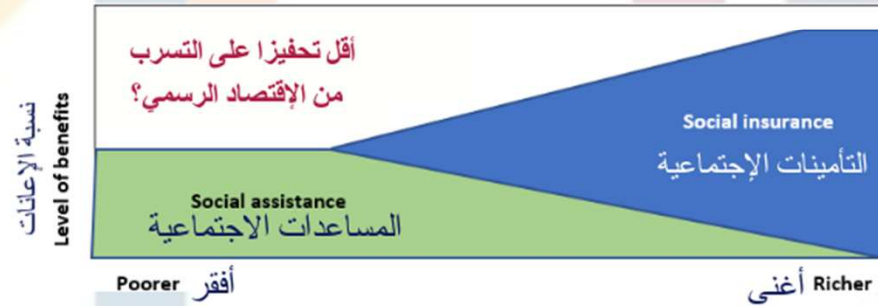 أقل تحفيزا على التسرب
من الإقتصاد الرسمي؟
نسبة الإعانات
Level of benefits
Social insurance
التأمينات الإجتماعية
Social assistance
المساعدات الاجتماعية
Poorer أفقر
أغنى Richer